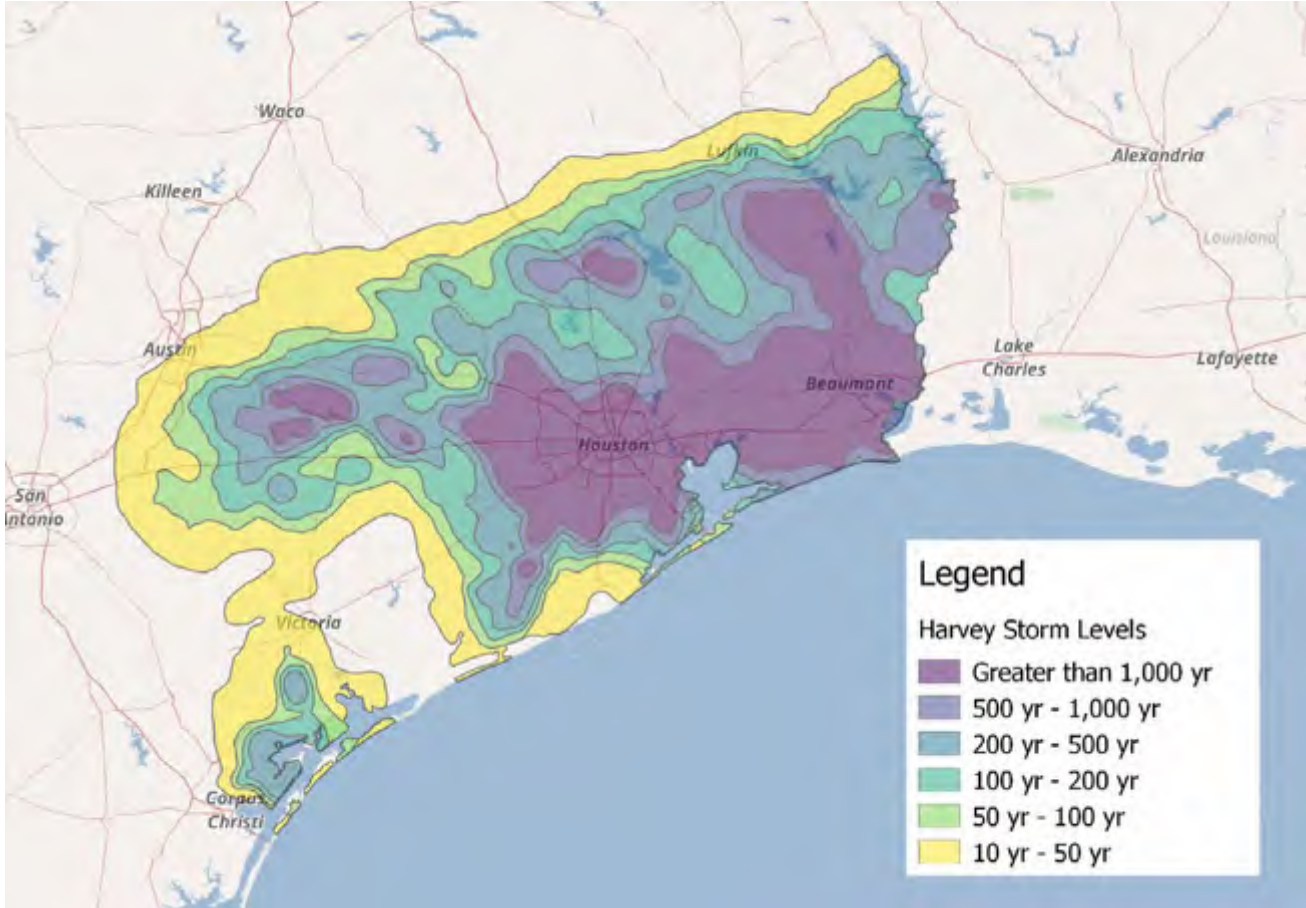 Waco
Lufkin
Alexandria
Killeen
Louisiana
Austin
Lake
Charles
Lafayette
Beaumont
Houston
San
Antonio
Victoria
Corpus
Christi
Legend
Harvey Storm Levels
Greater than 1,000 yr
500 yr - 1,000 yr
200 yr - 500 yr
100 yr - 200 yr
50 yr - 100 yr
10 yr - 50 yr